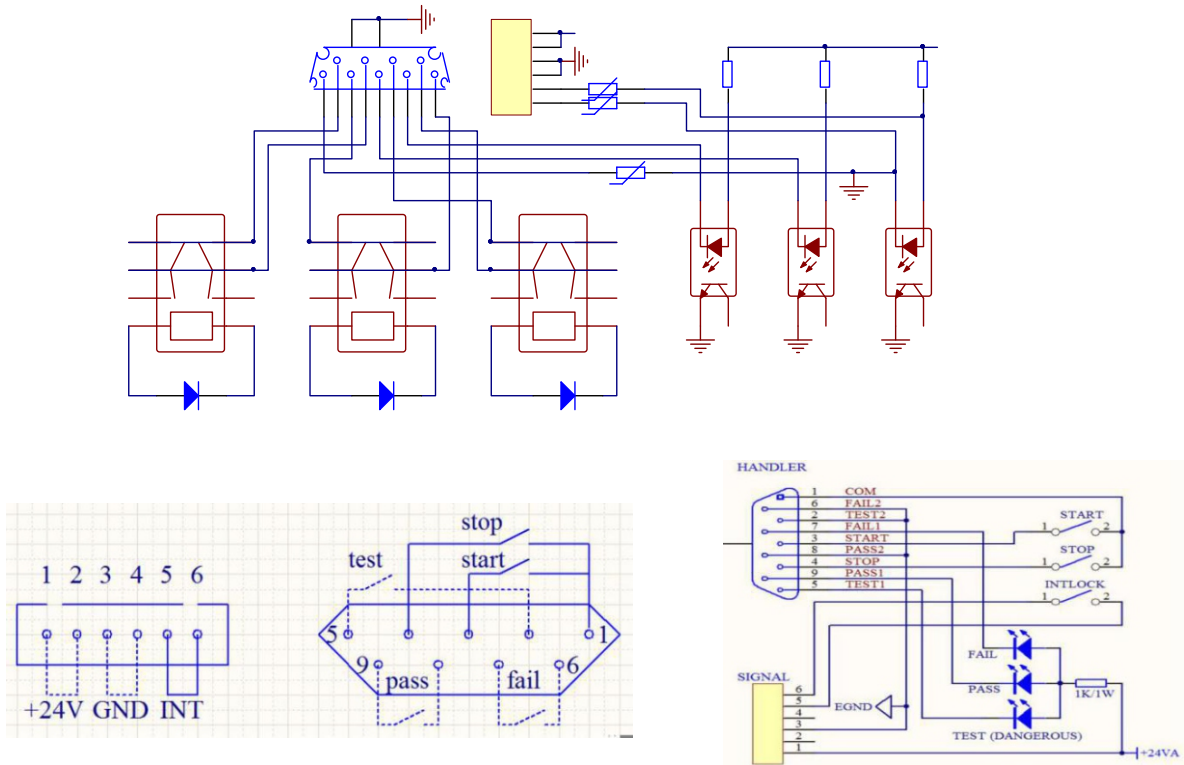 stop
test
start
1 2 3 4 5 6
5
1
9
6
pass
fail
+24V GND INT
HANDLER
1 COM
6 FAIL2
2 TEST2
7 FAIL1
3 START
8 PASS2
4 STOP
9 PASS1
5 TEST1
START
1 2
STOP
1 2
INTLOCK
1 2
FAIL
PASS
1K/1W
TEST (DANGEROUS)
SIGNAL
6
5
4
3
2
1
EGND
+24VA